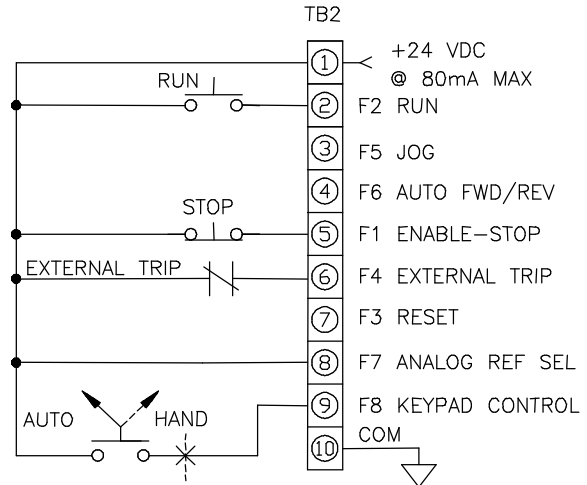 TB2
1 +24 VDC
@ 80mA MAX
RUN
2 F2 RUN
3 F5 JOG
4 F6 AUTO FWD/REV
STOP
5 F1 ENABLE-STOP
EXTERNAL TRIP
6 F4 EXTERNAL TRIP
7 F3 RESET
8 F7 ANALOG REF SEL
AUTO HAND
9 F8 KEYPAD CONTROL
10 COM